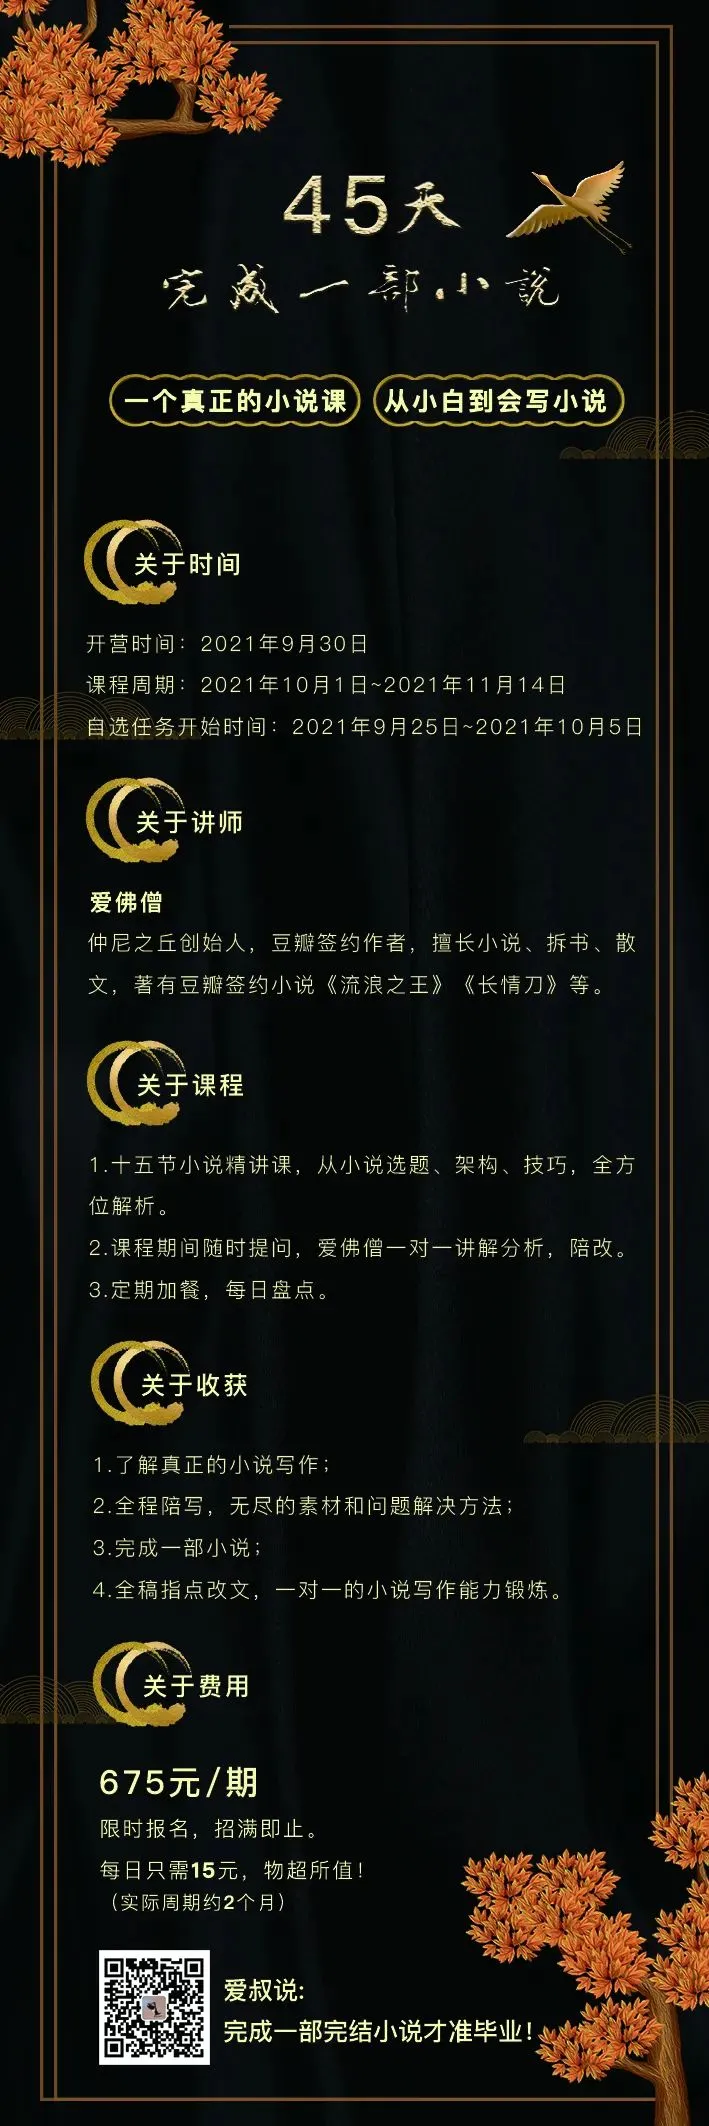 45天
完成一部小説
一个真正的小说课
从小白到会写小说
关于时间
开营时间：2021年9月30日
课程周期：2021年10月1日~2021年11月14日
自选任务开始时间：2021年9月25日~2021年10月5日
关于讲师
爱佛僧
仲尼之丘创始人，豆瓣签约作者，擅长小说、拆书、散
文，著有豆瓣签约小说《流浪之王》《长情刀》等。
关于课程
1.十五节小说精讲课，从小说选题、架构、技巧，全方
位解析。
2.课程期间随时提问，爱佛僧一对一讲解分析，陪改。
3.定期加餐，每日盘点。
关于收获
1.了解真正的小说写作；
2.全程陪写，无尽的素材和问题解决方法；
3.完成一部小说；
4.全稿指点改文，一对一的小说写作能力锻炼。
关于费用
675元/期
限时报名，招满即止。
每日只需15元，物超所值！
（实际周期约2个月）
爱叔说:
完成一部完结小说才准毕业！